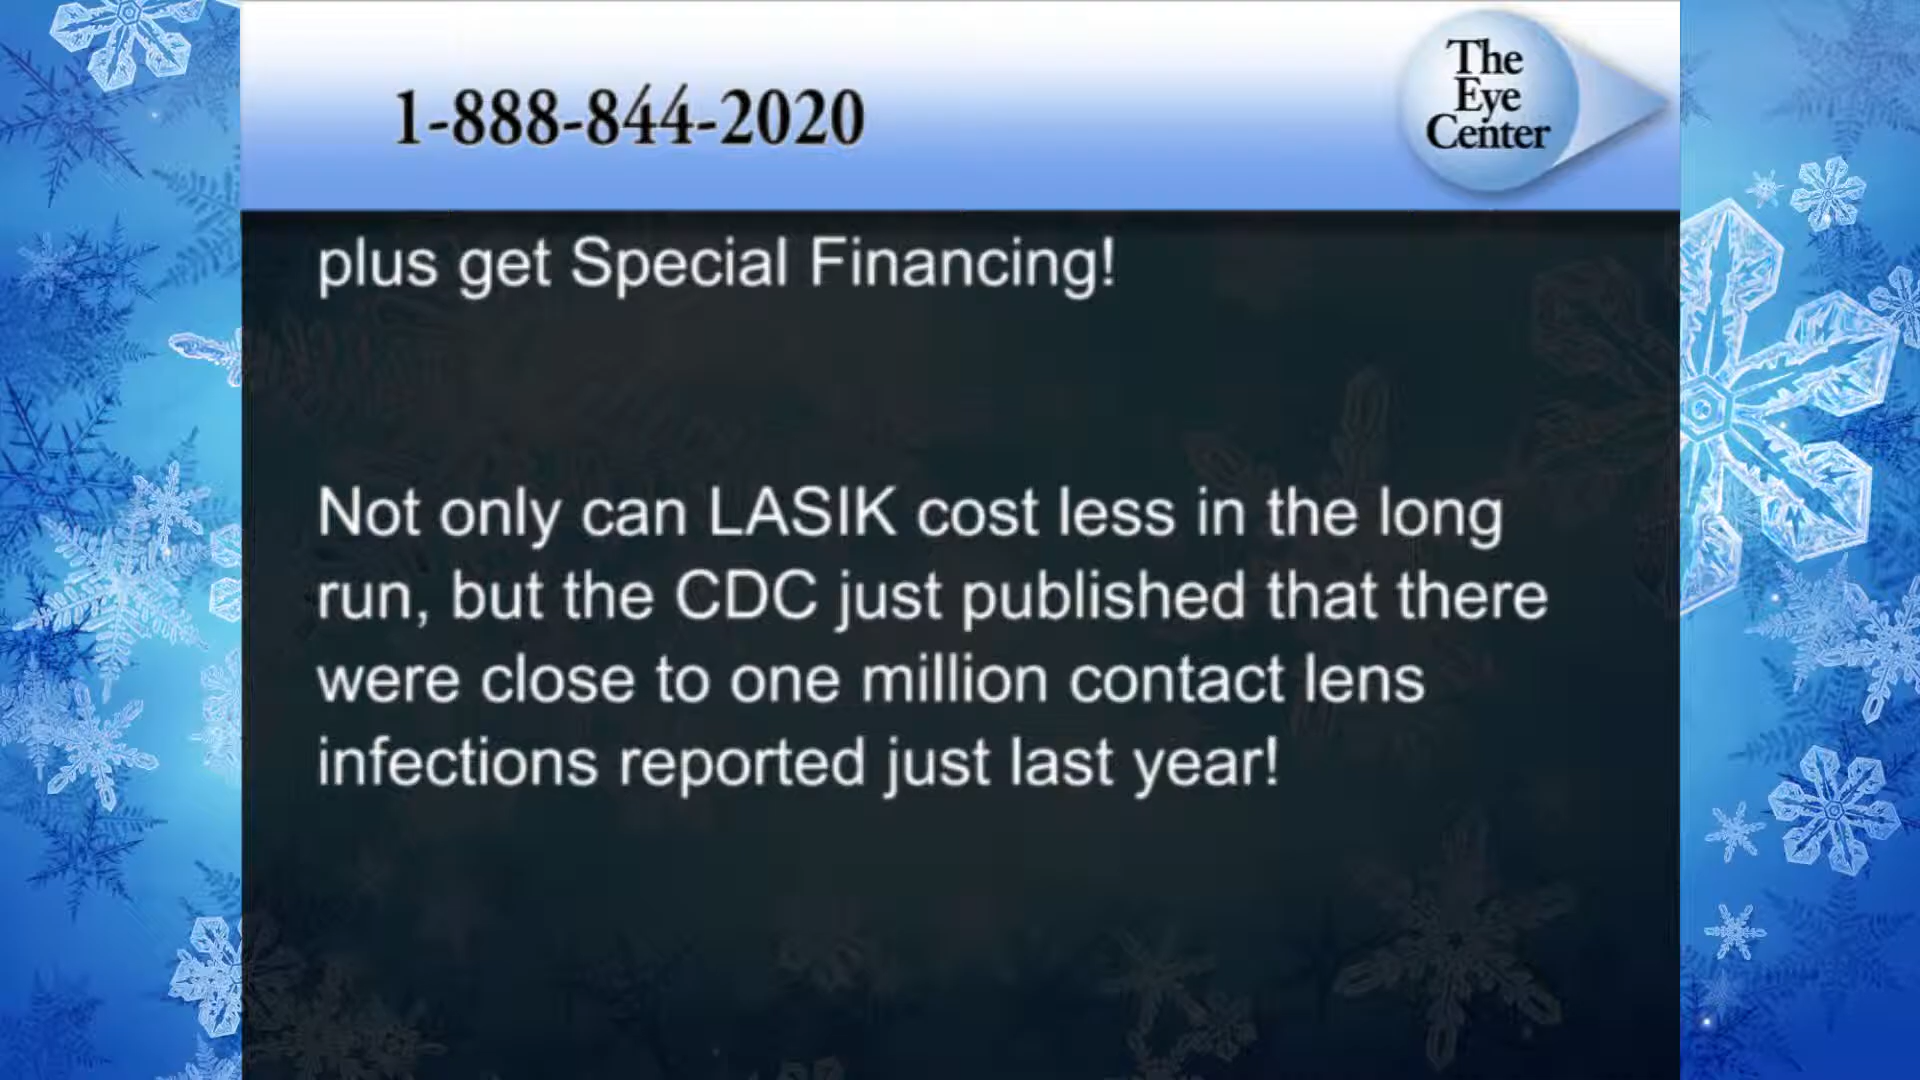 1-888-844-2020
The
Eye
Center
plus get Special Financing!
Not only can LASIK cost less in the long
run, but the CDC just published that there
were close to one million contact lens
infections reported just last year!